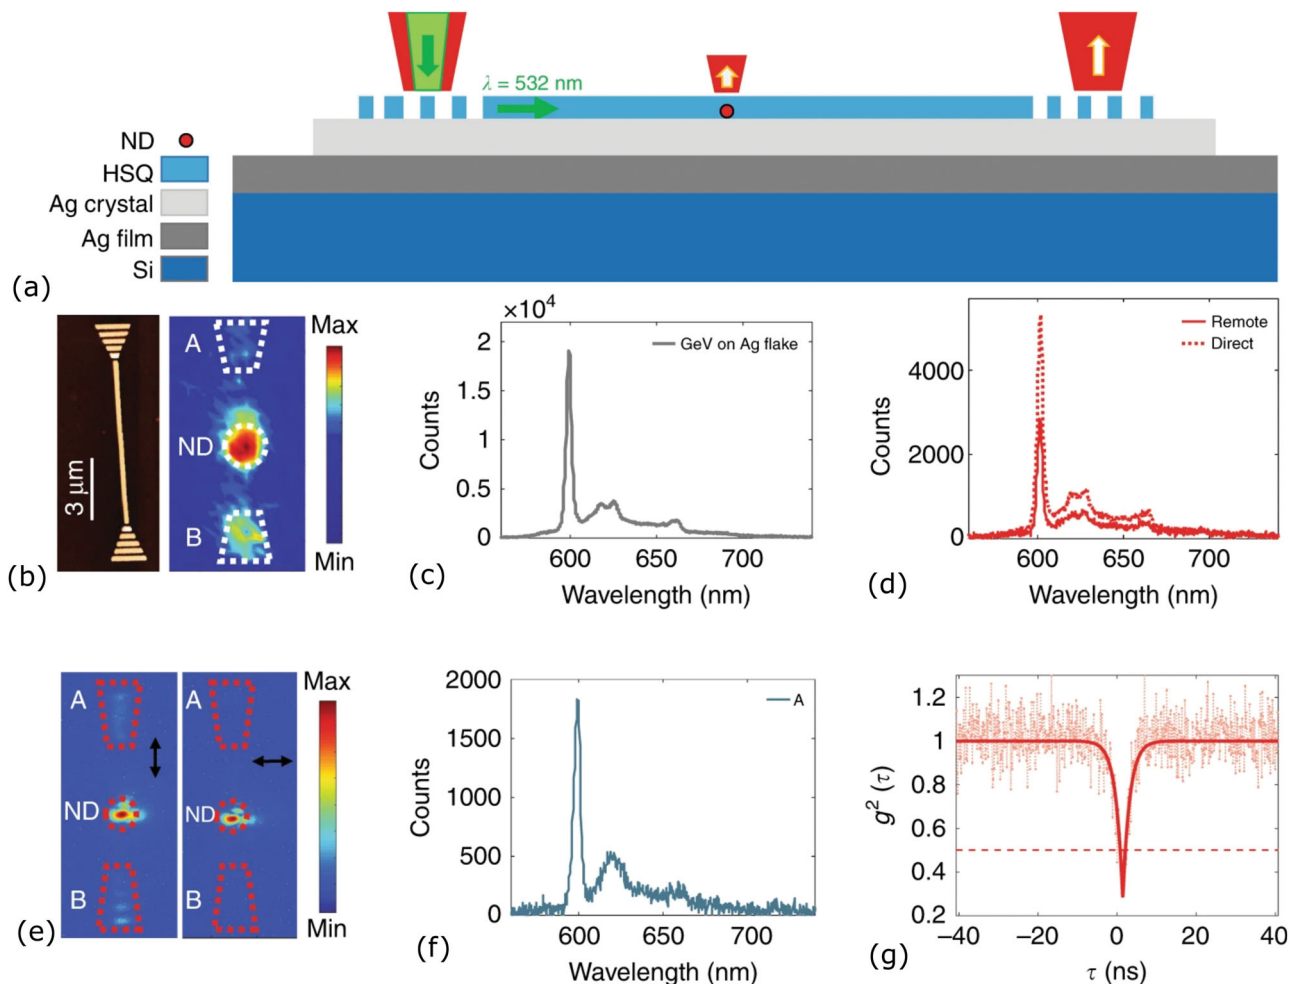 λ = 532 nm
ND
HSQ
Ag crystal
Ag film
Si
(a)
3 μm
A
ND
B
Max
Min
(b)
×10⁴
2
1.5
1
0.5
0
Counts
GeV on Ag flake
600
650
700
Wavelength (nm)
(c)
4000
2000
0
Counts
Remote
Direct
600
650
700
Wavelength (nm)
(d)
A
ND
B
A
ND
B
Max
Min
(e)
2000
1500
1000
500
0
Counts
A
600
650
700
Wavelength (nm)
(f)
1.2
1
0.8
0.6
0.4
0.2
g² (τ)
−40
−20
0
20
40
τ (ns)
(g)